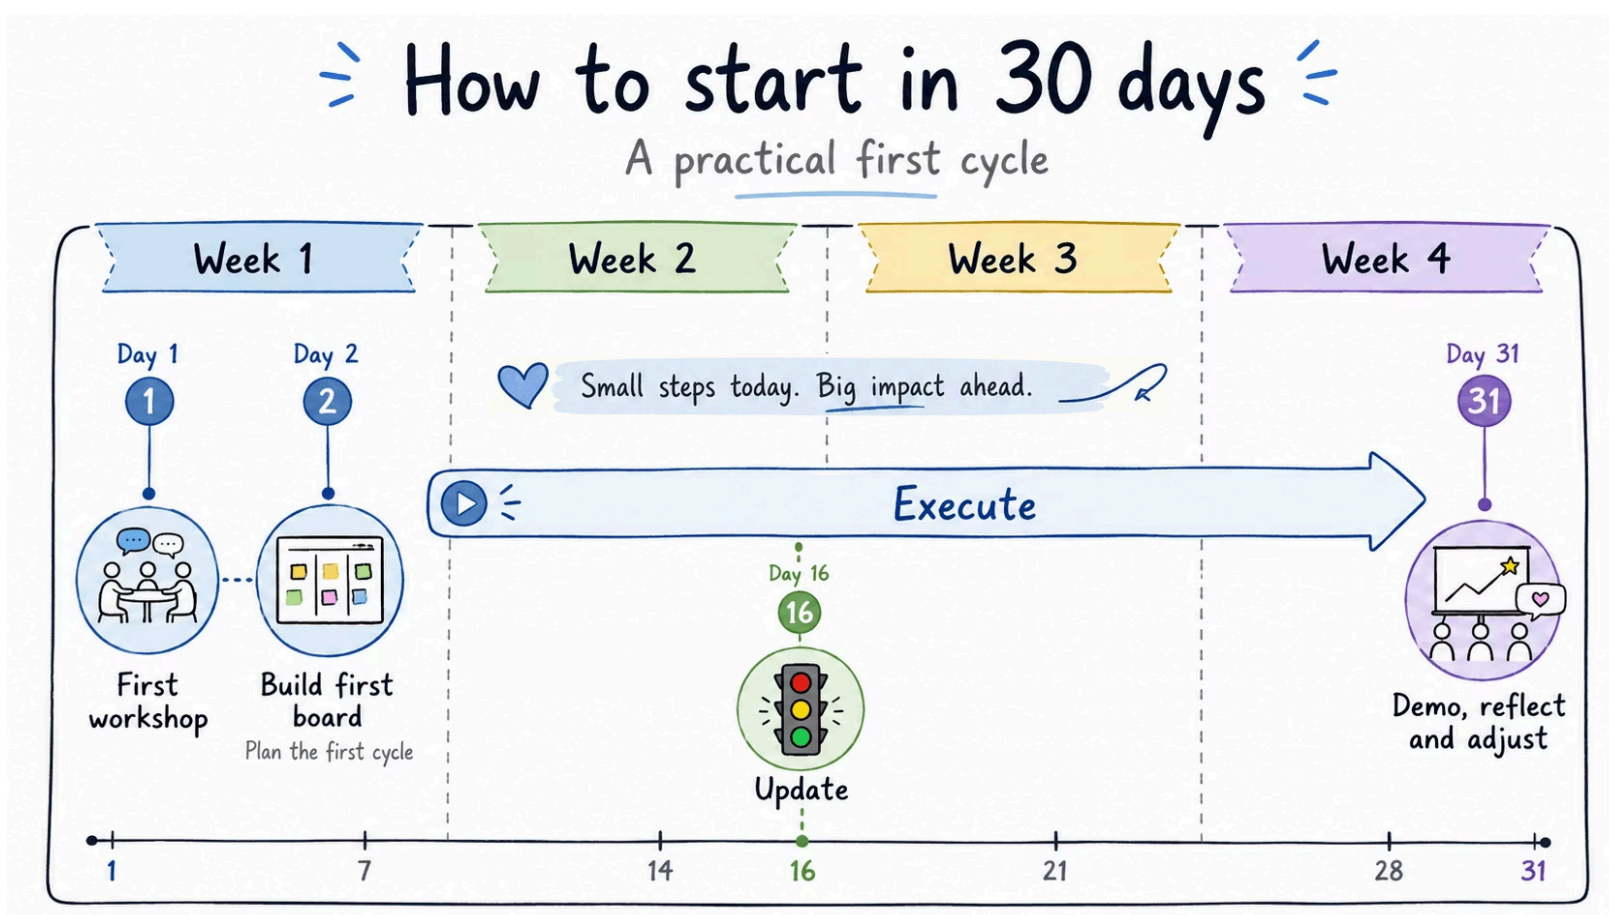 How to start in 30 days
A practical first cycle
Week 1
Week 2
Week 3
Week 4
Day 1
1
Day 2
2
Small steps today. Big impact ahead.
Day 31
31
Execute
Day 16
16
First
workshop
Build first
board
Plan the first cycle
Update
Demo, reflect
and adjust
1
7
14
16
21
28
31